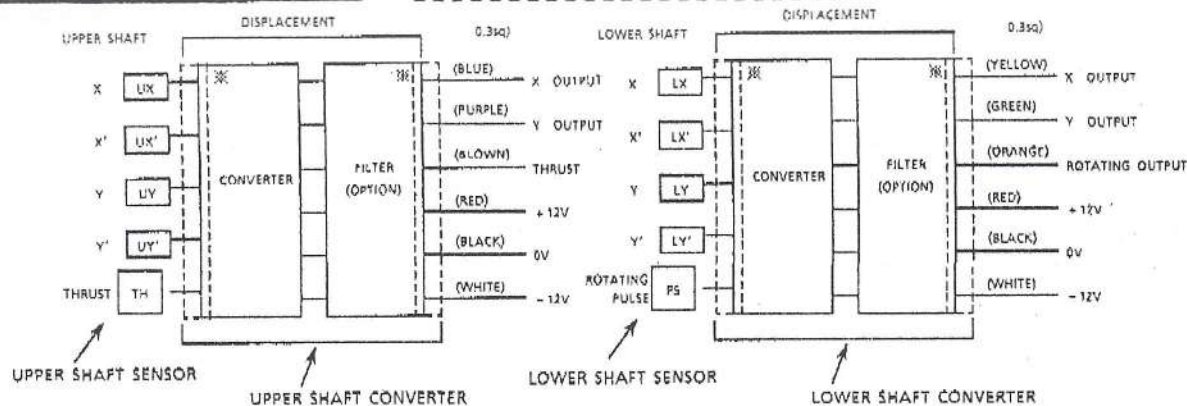 DISPLACEMENT
UPPER SHAFT
0.3sq)
X UX
X' UX'
Y UY
Y' UY'
THRUST TH
CONVERTER
FILTER
(OPTION)
※ ※
(BLUE) X OUTPUT
(PURPLE) Y OUTPUT
(BLOWN) THRUST
(RED) +12V
(BLACK) 0V
(WHITE) -12V
UPPER SHAFT SENSOR
UPPER SHAFT CONVERTER
DISPLACEMENT
LOWER SHAFT
0.3sq)
X LX
X' LX'
Y LY
Y' LY'
ROTATING
PULSE PS
CONVERTER
FILTER
(OPTION)
※ ※
(YELLOW) X OUTPUT
(GREEN) Y OUTPUT
(ORANGE) ROTATING OUTPUT
(RED) +12V
(BLACK) 0V
(WHITE) -12V
LOWER SHAFT SENSOR
LOWER SHAFT CONVERTER